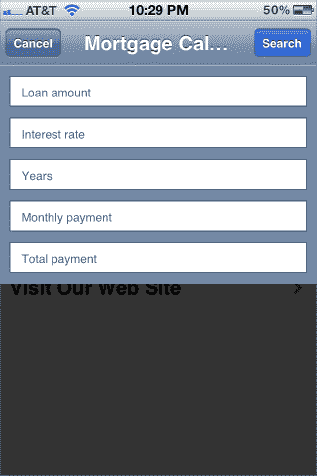 AT&T 10:29 PM 50%
Cancel Mortgage Cal... Search
Loan amount
Interest rate
Years
Monthly payment
Total payment
Visit Our Web Site